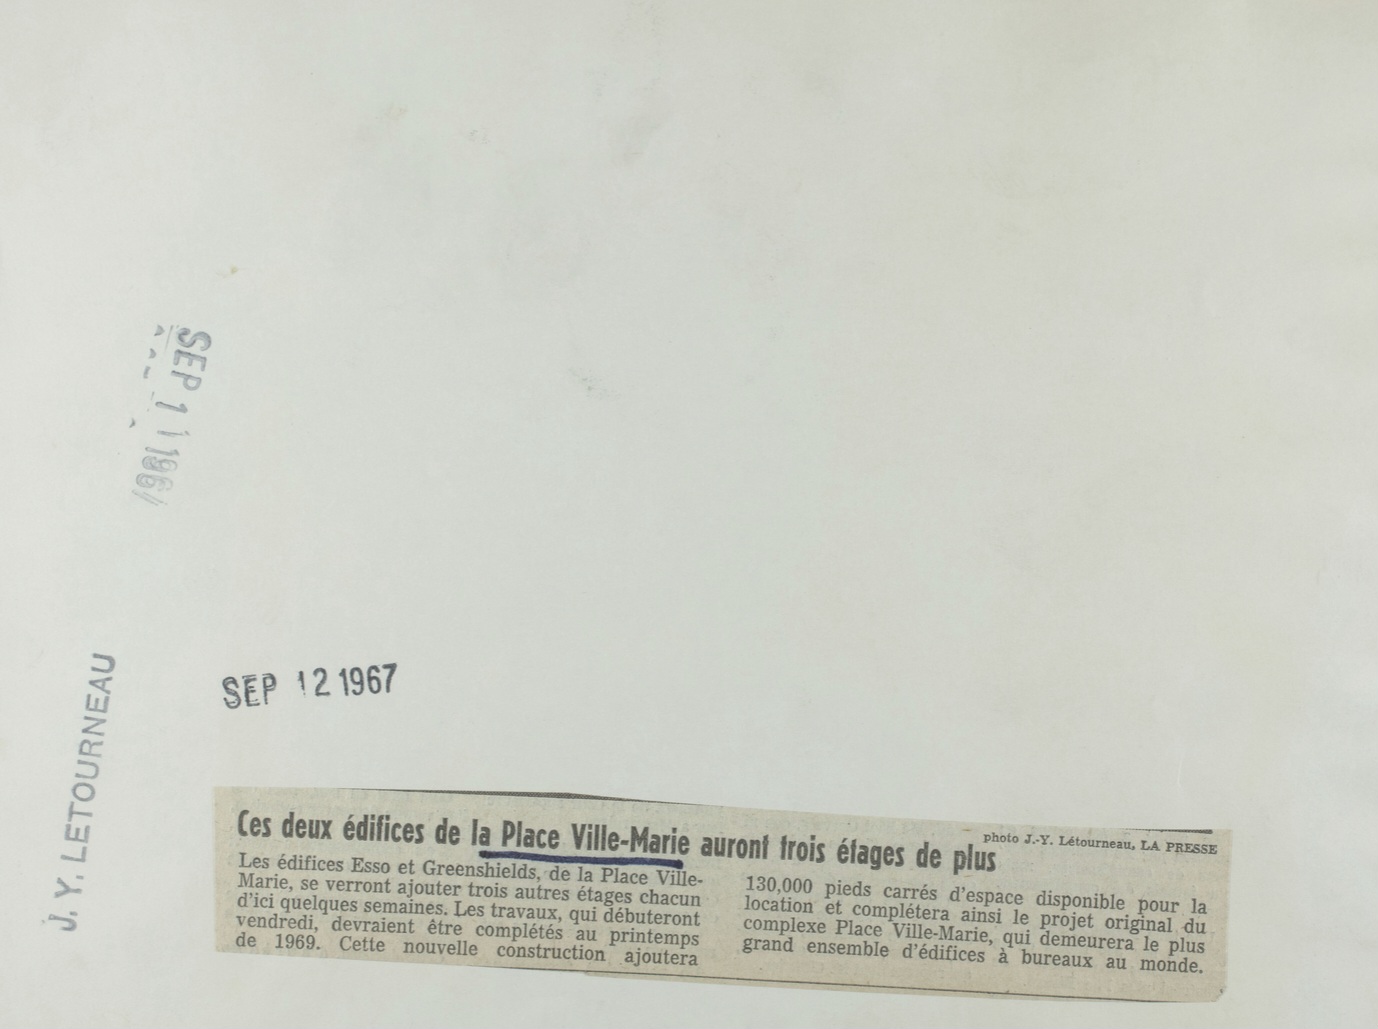 SEP 11 1967
J. Y. LETOURNEAU
SEP 12 1967
Ces deux édifices de la Place Ville-Marie auront trois étages de plus
photo J.-Y. Létourneau, LA PRESSE
Les édifices Esso et Greenshields, de la Place Ville-
Marie, se verront ajouter trois autres étages chacun
d'ici quelques semaines. Les travaux, qui débuteront
vendredi, devraient être complétés au printemps
de 1969. Cette nouvelle construction ajoutera
130,000 pieds carrés d'espace disponible pour la
location et complétera ainsi le projet original du
complexe Place Ville-Marie, qui demeurera le plus
grand ensemble d'édifices à bureaux au monde.